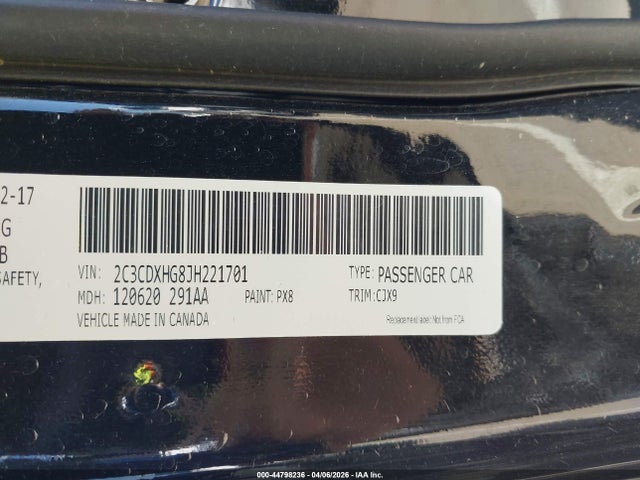 2-17
G
B
SAFETY,
VIN: 2C3CDXHG8JH221701
TYPE: PASSENGER CAR
MDH: 120620 291AA
PAINT: PX8
TRIM:CJX9
VEHICLE MADE IN CANADA
Replacement label: Not from FCA
000-44798236 - 04/06/2026 - IAA Inc.